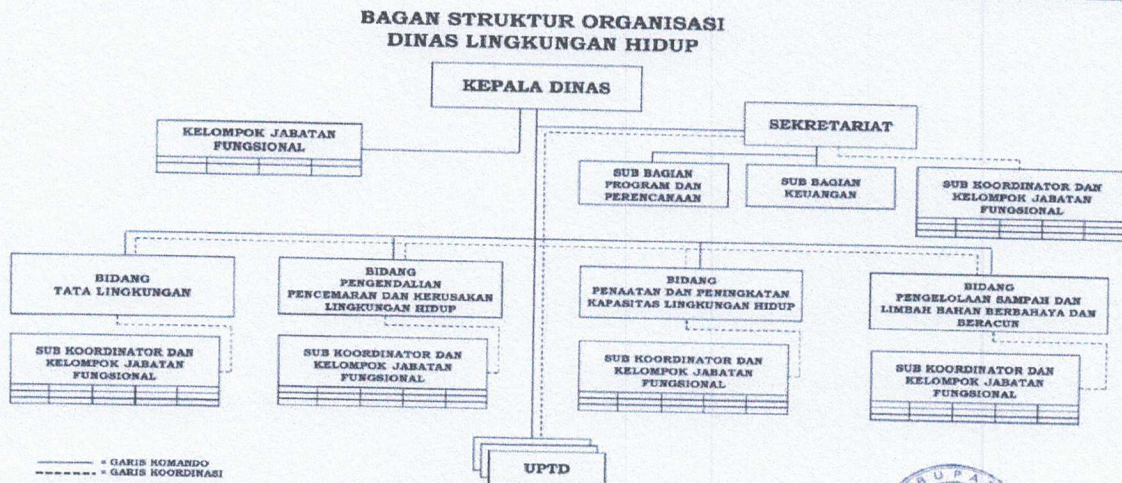 BAGAN STRUKTUR ORGANISASI
DINAS LINGKUNGAN HIDUP
KEPALA DINAS
KELOMPOK JABATAN
FUNGSIONAL
SEKRETARIAT
SUB BAGIAN
PROGRAM DAN
PERENCANAAN
SUB BAGIAN
KEUANGAN
SUB KOORDINATOR DAN
KELOMPOK JABATAN
FUNGSIONAL
BIDANG
TATA LINGKUNGAN
BIDANG
PENGENDALIAN
PENCEMARAN DAN KERUSAKAN
LINGKUNGAN HIDUP
BIDANG
PENAATAN DAN PENINGKATAN
KAPASITAS LINGKUNGAN HIDUP
BIDANG
PENGELOLAAN SAMPAH DAN
LIMBAH BAHAN BERBAHAYA DAN
BERACUN
SUB KOORDINATOR DAN
KELOMPOK JABATAN
FUNGSIONAL
SUB KOORDINATOR DAN
KELOMPOK JABATAN
FUNGSIONAL
SUB KOORDINATOR DAN
KELOMPOK JABATAN
FUNGSIONAL
SUB KOORDINATOR DAN
KELOMPOK JABATAN
FUNGSIONAL
UPTD
= GARIS KOMANDO
= GARIS KOORDINASI